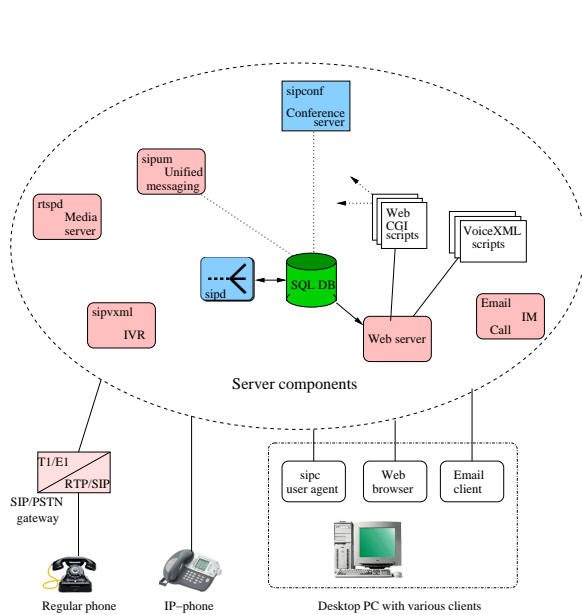 sipconf
Conference
server
sipum
Unified
messaging
rtspd
Media
server
Web
CGI
scripts
VoiceXML
scripts
sipd
SQL DB
sipvxml
IVR
Web server
Email
IM
Call
Server components
T1/E1
RTP/SIP
SIP/PSTN
gateway
sipc
user agent
Web
browser
Email
client
Regular phone
IP−phone
Desktop PC with various clients